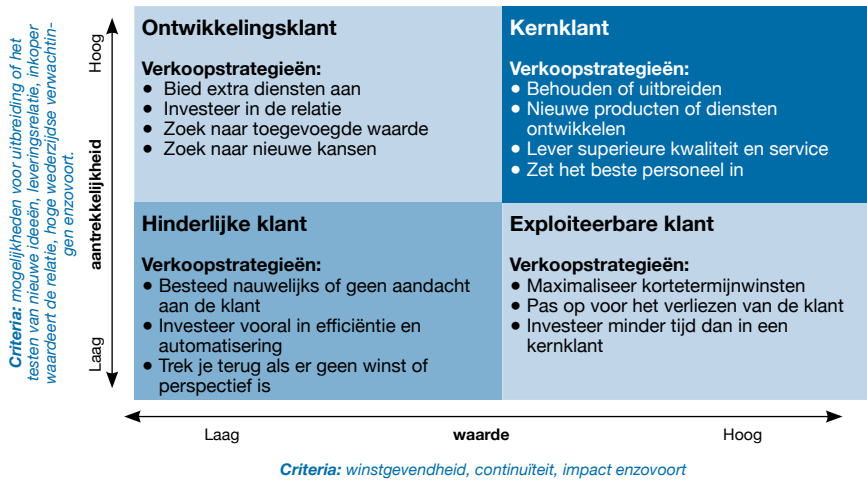 Criteria: mogelijkheden voor uitbreiding of het
testen van nieuwe ideeën, leveringsrelatie, inkoper
waardeert de relatie, hoge wederzijdse verwachtin-
gen enzovoort.
Hoog
aantrekkelijkheid
Laag
Ontwikkelingsklant
Verkoopstrategieën:
• Bied extra diensten aan
• Investeer in de relatie
• Zoek naar toegevoegde waarde
• Zoek naar nieuwe kansen
Kernklant
Verkoopstrategieën:
• Behouden of uitbreiden
• Nieuwe producten of diensten
ontwikkelen
• Lever superieure kwaliteit en service
• Zet het beste personeel in
Hinderlijke klant
Verkoopstrategieën:
• Besteed nauwelijks of geen aandacht
aan de klant
• Investeer vooral in efficiëntie en
automatisering
• Trek je terug als er geen winst of
perspectief is
Exploiteerbare klant
Verkoopstrategieën:
• Maximaliseer kortetermijnwinsten
• Pas op voor het verliezen van de klant
• Investeer minder tijd dan in een
kernklant
Laag
waarde
Hoog
Criteria: winstgevendheid, continuïteit, impact enzovoort